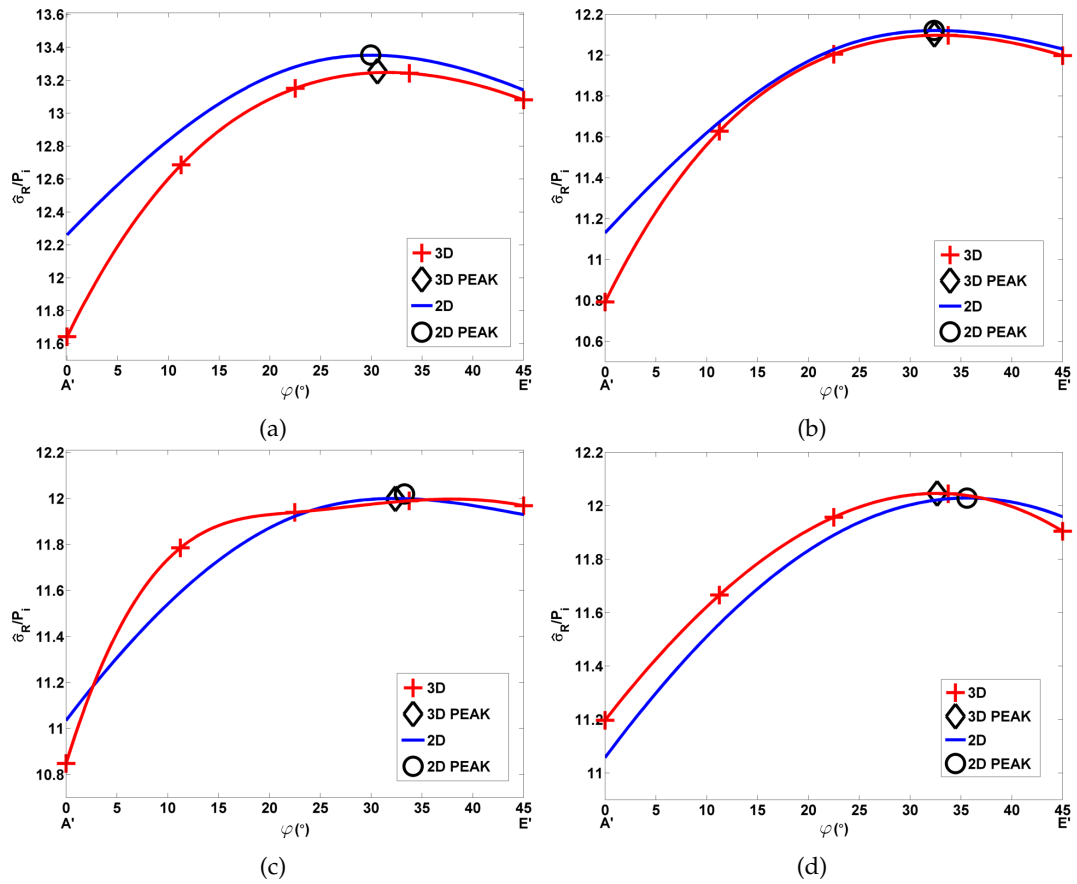 13.6
13.4
13.2
13
12.8
12.6
12.4
12.2
12
11.8
11.6
σ̂R/Pi
0 5 10 15 20 25 30 35 40 45
A' φ(°) E'
3D
3D PEAK
2D
2D PEAK
(a)
12.2
12
11.8
11.6
11.4
11.2
11
10.8
10.6
σ̂R/Pi
0 5 10 15 20 25 30 35 40 45
A' φ(°) E'
3D
3D PEAK
2D
2D PEAK
(b)
12.2
12
11.8
11.6
11.4
11.2
11
10.8
σ̂R/Pi
0 5 10 15 20 25 30 35 40 45
A' φ(°) E'
3D
3D PEAK
2D
2D PEAK
(c)
12.2
12
11.8
11.6
11.4
11.2
11
σ̂R/Pi
0 5 10 15 20 25 30 35 40 45
A' φ(°) E'
3D
3D PEAK
2D
2D PEAK
(d)